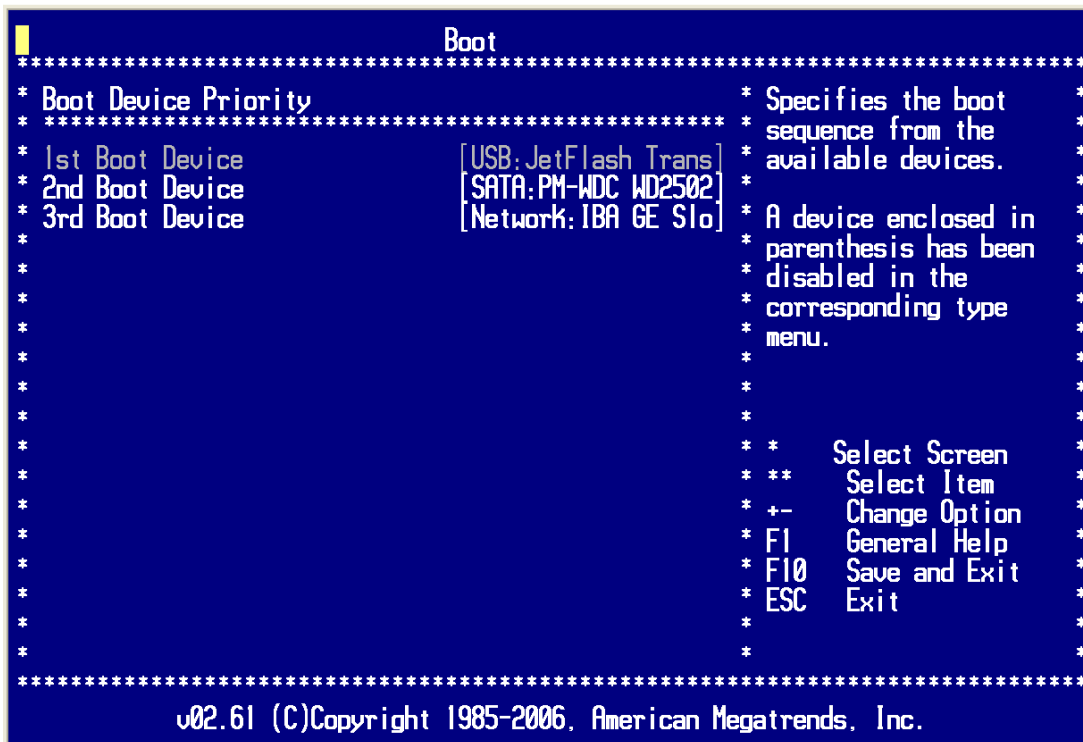 Boot
********************************************************************************
* Boot Device Priority * Specifies the boot *
* *************************************************** * sequence from the *
* 1st Boot Device [USB:JetFlash Trans] * available devices. *
* 2nd Boot Device [SATA:PM-WDC WD2502] * *
* 3rd Boot Device [Network:IBA GE Slo] * A device enclosed in *
* * parenthesis has been *
* * disabled in the *
* * corresponding type *
* * menu. *
* * *
* * *
* * *
* * * Select Screen *
* * ** Select Item *
* * +- Change Option *
* * F1 General Help *
* * F10 Save and Exit *
* * ESC Exit *
* * *
* * *
********************************************************************************
v02.61 (C)Copyright 1985-2006, American Megatrends, Inc.